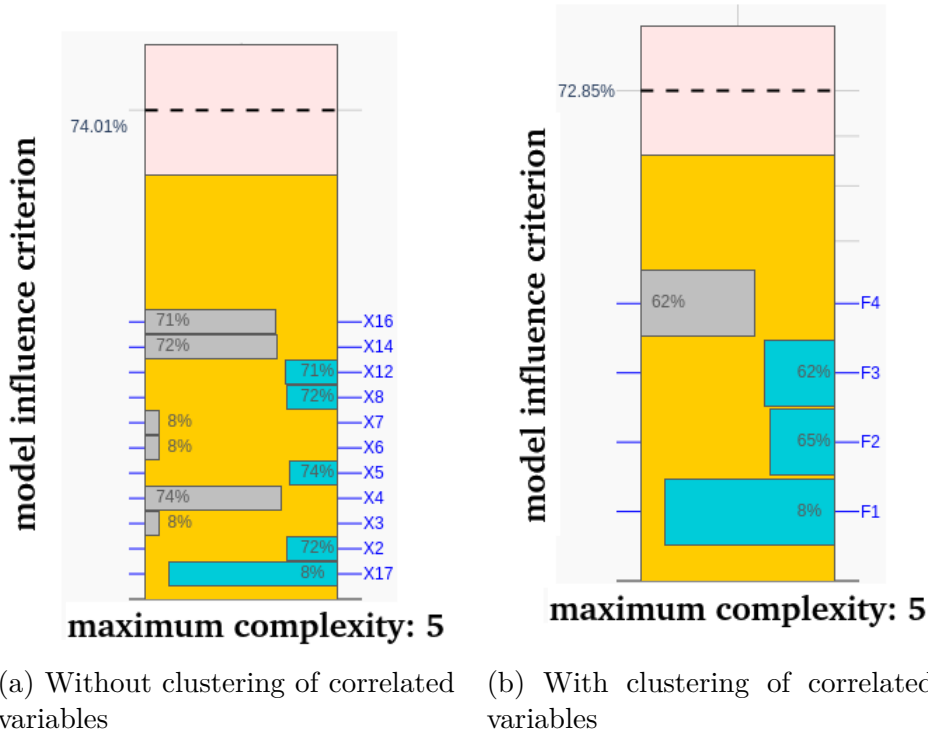 model influence criterion
74.01%
71%
X16
72%
X14
71%
X12
72%
X8
8%
X7
8%
X6
74%
X5
74%
X4
8%
X3
72%
X2
8%
X17
maximum complexity: 5
(a) Without clustering of correlated
variables
model influence criterion
72.85%
62%
F4
62%
F3
65%
F2
8%
F1
maximum complexity: 5
(b) With clustering of correlated
variables